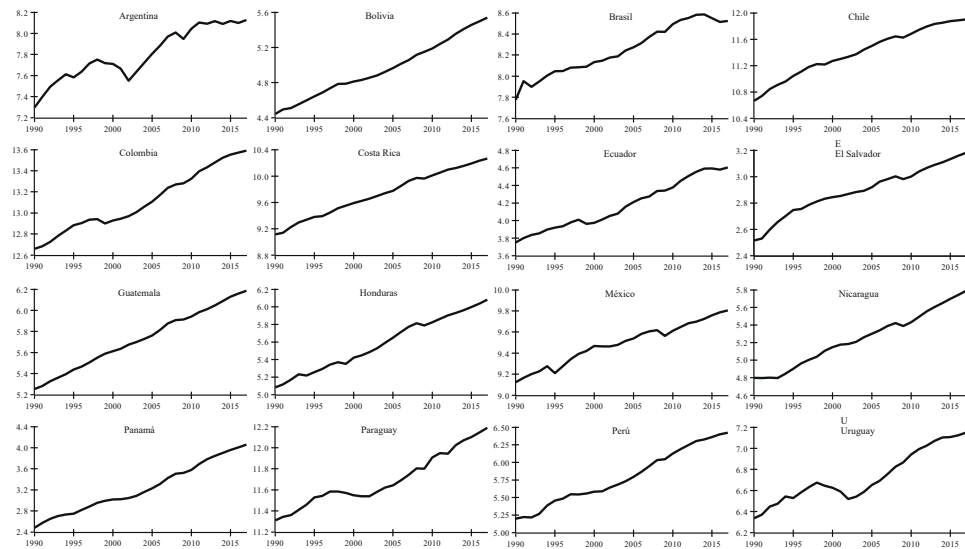 Argentina
8.2
8.0
7.8
7.6
7.4
7.2
1990 1995 2000 2005 2010 2015
Bolivia
5.6
5.2
4.8
4.4
1990 1995 2000 2005 2010 2015
Brasil
8.6
8.4
8.2
8.0
7.8
7.6
1990 1995 2000 2005 2010 2015
Chile
12.0
11.6
11.2
10.8
10.4
1990 1995 2000 2005 2010 2015
Colombia
13.6
13.4
13.2
13.0
12.8
12.6
1990 1995 2000 2005 2010 2015
Costa Rica
10.4
10.0
9.6
9.2
8.8
1990 1995 2000 2005 2010 2015
Ecuador
4.8
4.6
4.4
4.2
4.0
3.8
3.6
1990 1995 2000 2005 2010 2015
E
El Salvador
3.2
3.0
2.8
2.6
2.4
1990 1995 2000 2005 2010 2015
Guatemala
6.2
6.0
5.8
5.6
5.4
5.2
1990 1995 2000 2005 2010 2015
Honduras
6.2
6.0
5.8
5.6
5.4
5.2
5.0
1990 1995 2000 2005 2010 2015
México
10.0
9.8
9.6
9.4
9.2
9.0
1990 1995 2000 2005 2010 2015
Nicaragua
5.8
5.6
5.4
5.2
5.0
4.8
4.6
1990 1995 2000 2005 2010 2015
Panamá
4.4
4.0
3.6
3.2
2.8
2.4
1990 1995 2000 2005 2010 2015
Paraguay
12.2
12.0
11.8
11.6
11.4
11.2
1990 1995 2000 2005 2010 2015
Perú
6.50
6.25
6.00
5.75
5.50
5.25
5.00
1990 1995 2000 2005 2010 2015
U
Uruguay
7.2
7.0
6.8
6.6
6.4
6.2
1990 1995 2000 2005 2010 2015